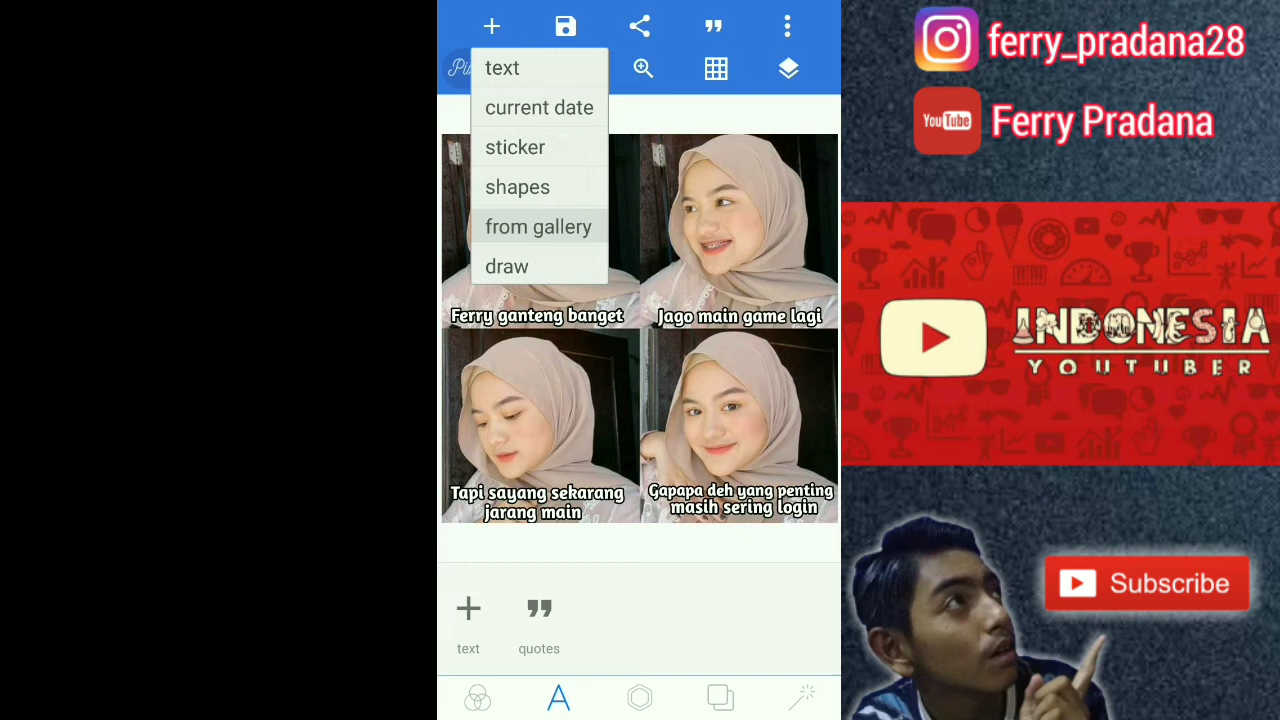 text
current date
sticker
shapes
from gallery
draw
Ferry ganteng banget
Jago main game lagi
Tapi sayang sekarang
jarang main
Gapapa deh yang penting
masih sering login
text
quotes
ferry_pradana28
YouTube
Ferry Pradana
INDONESIA
YOUTUBER
Subscribe